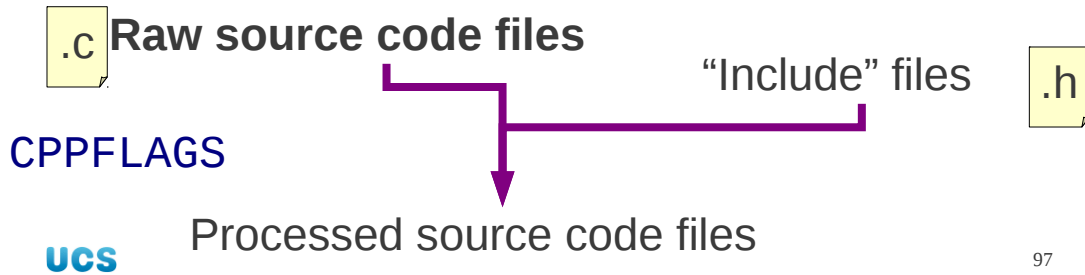 .c Raw source code files
“Include” files .h
CPPFLAGS
Processed source code files
UCS 97